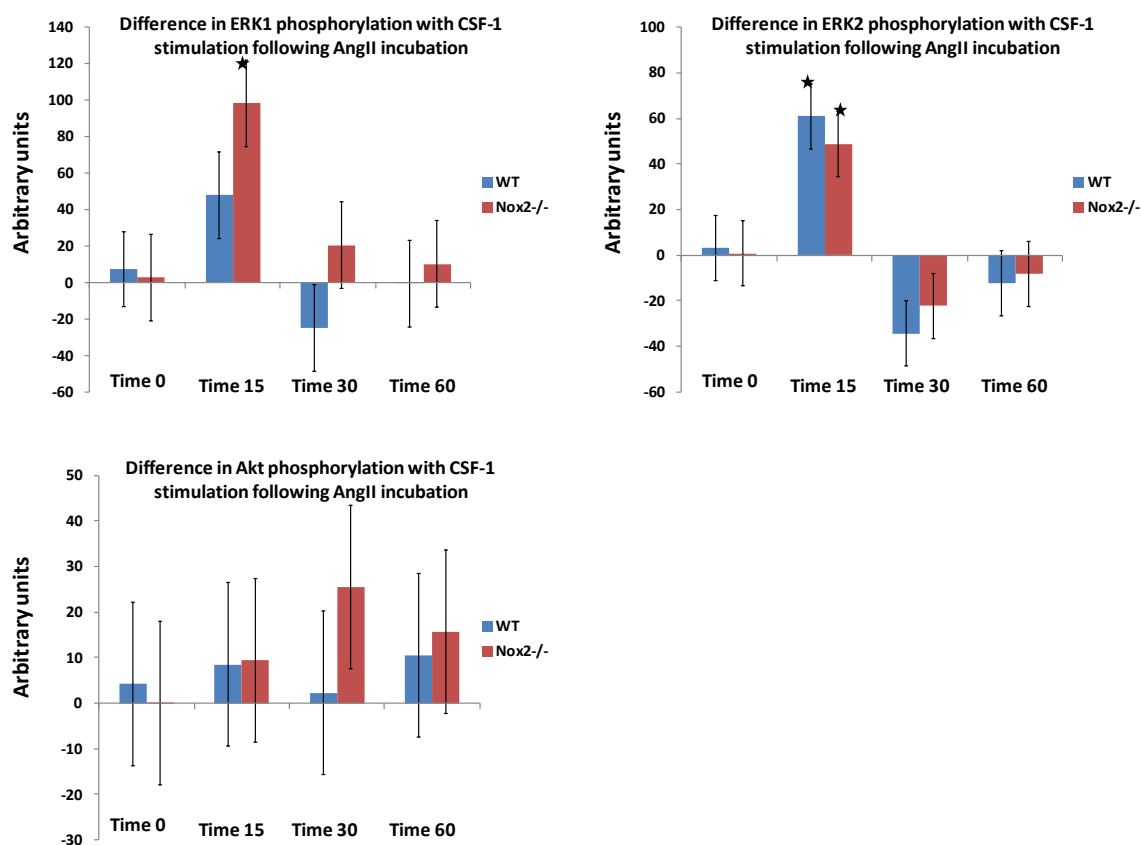 Difference in ERK1 phosphorylation with CSF-1
stimulation following AngII incubation
Arbitrary units
140
120
100
80
60
40
20
0
-20
-40
-60
Time 0
Time 15
Time 30
Time 60
WT
Nox2-/-
Difference in ERK2 phosphorylation with CSF-1
stimulation following AngII incubation
Arbitrary units
100
80
60
40
20
0
-20
-40
-60
Time 0
Time 15
Time 30
Time 60
WT
Nox2-/-
Difference in Akt phosphorylation with CSF-1
stimulation following AngII incubation
Arbitrary units
50
40
30
20
10
0
-10
-20
-30
Time 0
Time 15
Time 30
Time 60
WT
Nox2-/-